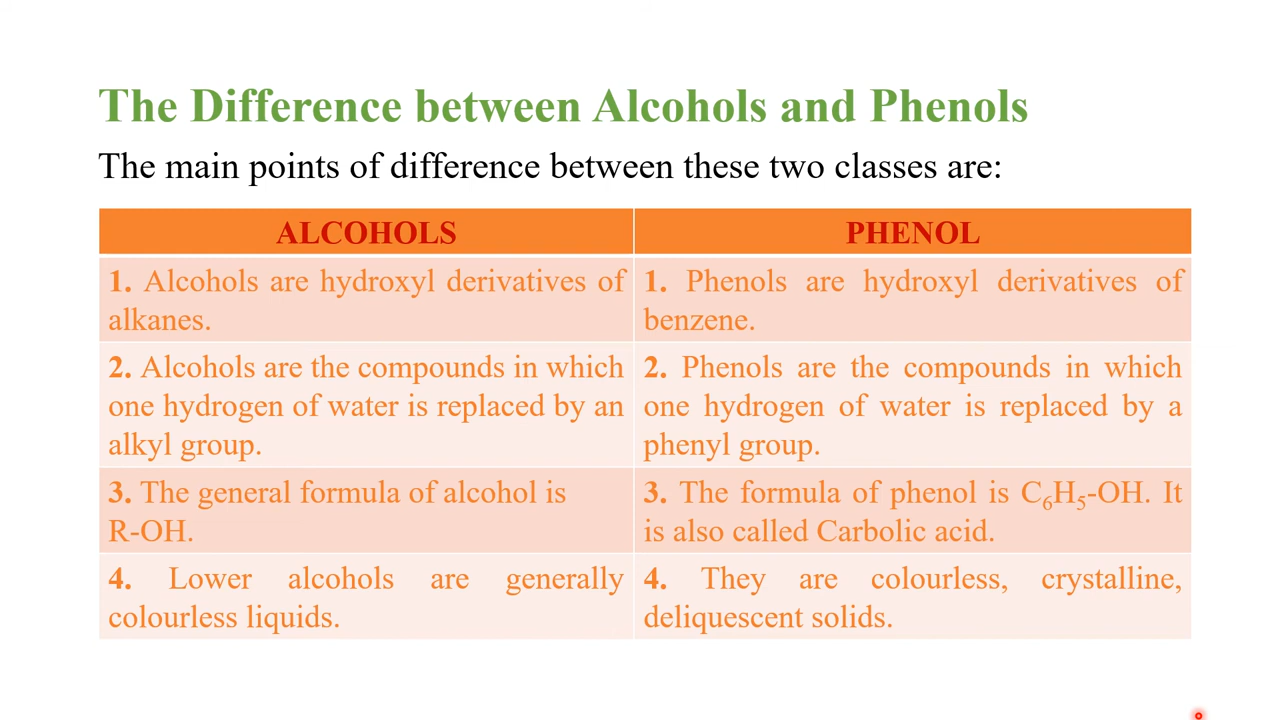 The Difference between Alcohols and Phenols
The main points of difference between these two classes are:
ALCOHOLS
PHENOL
1. Alcohols are hydroxyl derivatives of
alkanes.
1. Phenols are hydroxyl derivatives of
benzene.
2. Alcohols are the compounds in which
one hydrogen of water is replaced by an
alkyl group.
2. Phenols are the compounds in which
one hydrogen of water is replaced by a
phenyl group.
3. The general formula of alcohol is
R-OH.
3. The formula of phenol is C₆H₅-OH. It
is also called Carbolic acid.
4. Lower alcohols are generally
colourless liquids.
4. They are colourless, crystalline,
deliquescent solids.